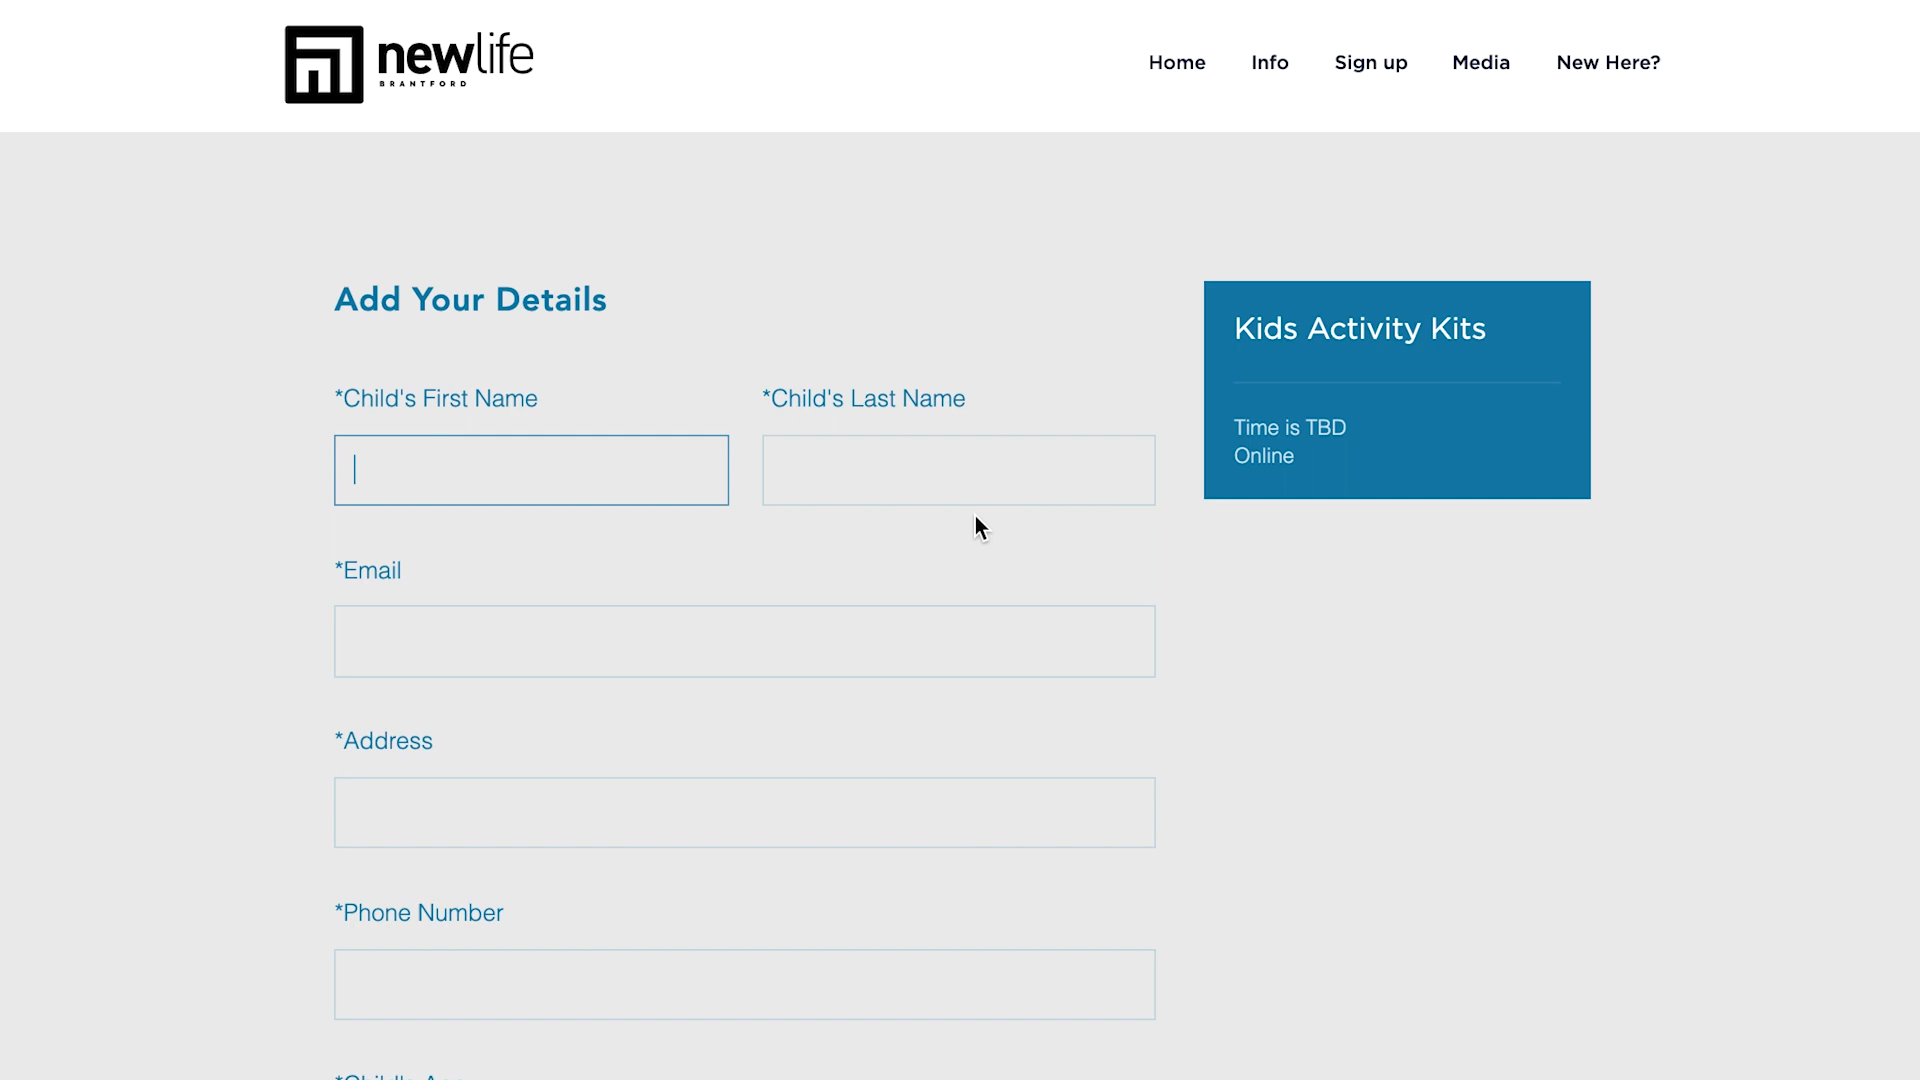 newlife
BRANTFORD
Home Info Sign up Media New Here?
Add Your Details
Kids Activity Kits
*Child's First Name *Child's Last Name
Time is TBD
Online
*Email
*Address
*Phone Number